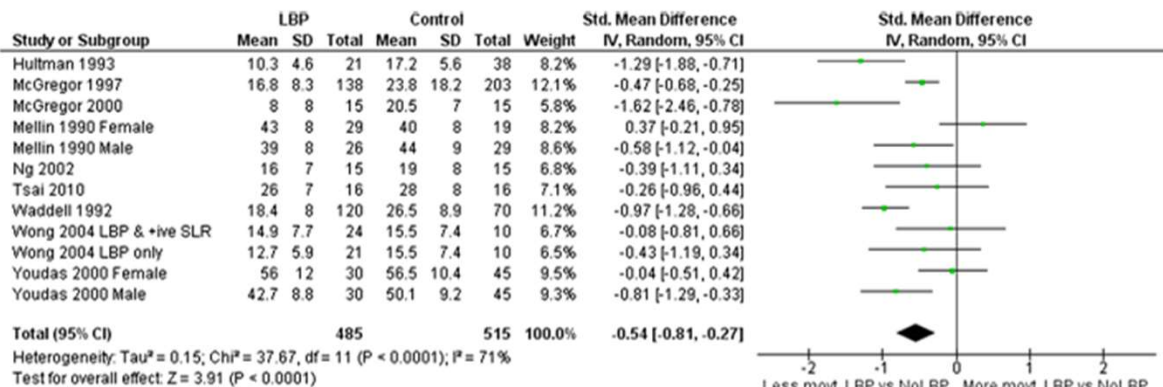 LBP Control Std. Mean Difference Std. Mean Difference
Study or Subgroup Mean SD Total Mean SD Total Weight IV, Random, 95% CI IV, Random, 95% CI
Hultman 1993 10.3 4.6 21 17.2 5.6 38 8.2% -1.29 [-1.88, -0.71]
McGregor 1997 16.8 8.3 138 23.8 18.2 203 12.1% -0.47 [-0.68, -0.25]
McGregor 2000 8 8 15 20.5 7 15 5.8% -1.62 [-2.46, -0.78]
Mellin 1990 Female 43 8 29 40 8 19 8.2% 0.37 [-0.21, 0.95]
Mellin 1990 Male 39 8 26 44 9 29 8.6% -0.58 [-1.12, -0.04]
Ng 2002 16 7 15 19 8 15 6.8% -0.39 [-1.11, 0.34]
Tsai 2010 26 7 16 28 8 16 7.1% -0.26 [-0.96, 0.44]
Waddell 1992 18.4 8 120 26.5 8.9 70 11.2% -0.97 [-1.28, -0.66]
Wong 2004 LBP & +ive SLR 14.9 7.7 24 15.5 7.4 10 6.7% -0.08 [-0.81, 0.66]
Wong 2004 LBP only 12.7 5.9 21 15.5 7.4 10 6.5% -0.43 [-1.19, 0.34]
Youdas 2000 Female 56 12 30 56.5 10.4 45 9.5% -0.04 [-0.51, 0.42]
Youdas 2000 Male 42.7 8.8 30 50.1 9.2 45 9.3% -0.81 [-1.29, -0.33]
Total (95% CI) 485 515 100.0% -0.54 [-0.81, -0.27]
Heterogeneity: Tau² = 0.15; Chi² = 37.67, df = 11 (P < 0.0001); I² = 71%
Test for overall effect: Z = 3.91 (P < 0.0001)
-2 -1 0 1 2
Less movt LBP vs NoLBP More movt LBP vs NoLBP